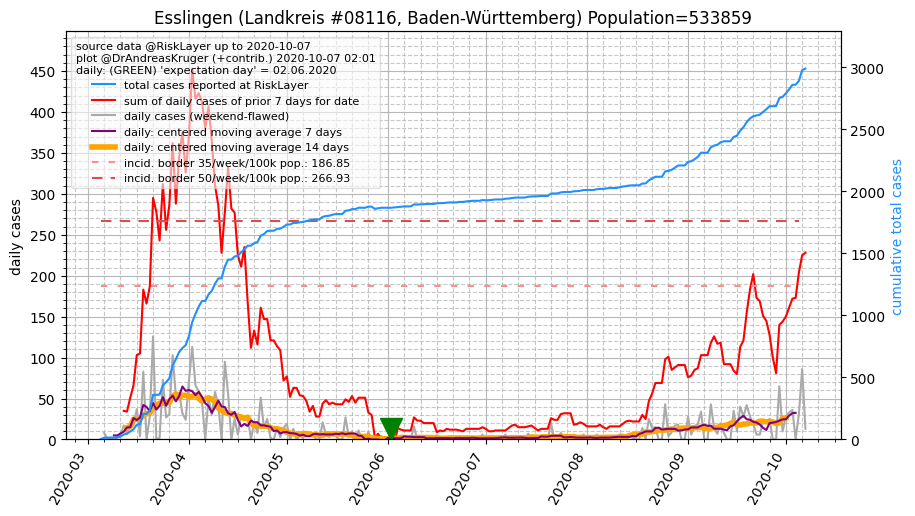 Esslingen (Landkreis #08116, Baden-Württemberg) Population=533859
source data @RiskLayer up to 2020-10-07
plot @DrAndreasKruger (+contrib.) 2020-10-07 02:01
daily: (GREEN) 'expectation day' = 02.06.2020
total cases reported at RiskLayer
sum of daily cases of prior 7 days for date
daily cases (weekend-flawed)
daily: centered moving average 7 days
daily: centered moving average 14 days
incid. border 35/week/100k pop.: 186.85
incid. border 50/week/100k pop.: 266.93
daily cases
450
400
350
300
250
200
150
100
50
0
cumulative total cases
3000
2500
2000
1500
1000
500
0
2020-03
2020-04
2020-05
2020-06
2020-07
2020-08
2020-09
2020-10